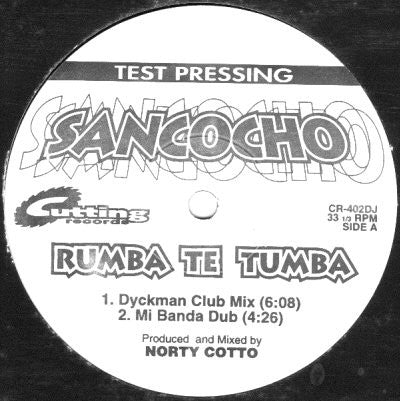 TEST PRESSING
SANCOCHO
Cutting
records
CR-402DJ
33 1/3 RPM
SIDE A
RUMBA TE TUMBA
1. Dyckman Club Mix (6:08)
2. Mi Banda Dub (4:26)
Produced and Mixed by
NORTY COTTO